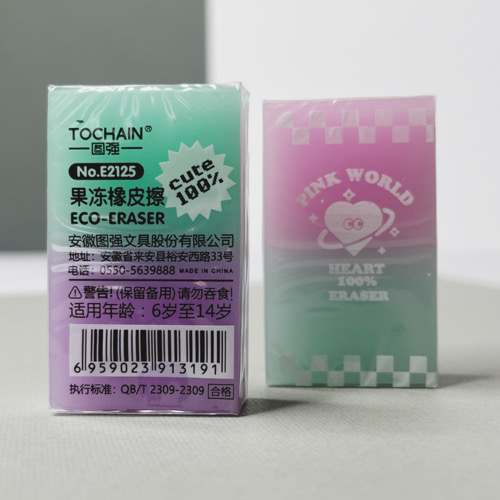 TOCHAIN®
图强
No.E2125
cute
100%
果冻橡皮擦
ECO-ERASER
安徽图强文具股份有限公司
地址：安徽省来安县裕安西路33号
电话：0550-5639888 MADE IN CHINA
警告！(保留备用)请勿吞食！
适用年龄：6岁至14岁
6 959023 913191
执行标准：QB/T 2309-2309 合格
PINK WORLD
HEART
100%
ERASER